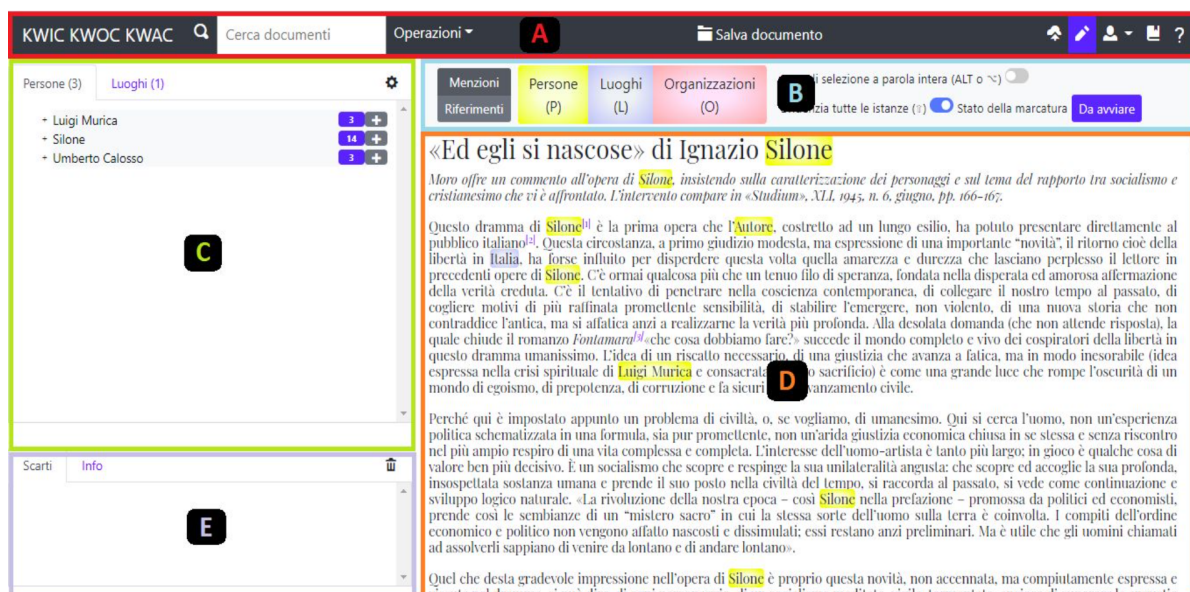 KWIC KWOC KWAC Cerca documenti Operazioni A Salva documento ?
Persone (3) Luoghi (1)
+ Luigi Murica 3 +
+ Silone 14 +
+ Umberto Calosso 3 +
C
Scarti Info
E
Menzioni
Riferimenti
Persone
(P)
Luoghi
(L)
Organizzazioni
(O)
B
di selezione a parola intera (ALT o ⌥)
tutte le istanze (⇧) Stato della marcatura Da avviare
«Ed egli si nascose» di Ignazio Silone
Moro offre un commento all'opera di Silone, insistendo sulla caratterizzazione dei personaggi e sul tema del rapporto tra socialismo e
cristianesimo che vi è affrontato. L'intervento compare in «Studium», XLI, 1945, n. 6, giugno, pp. 166-167.
Questo dramma di Silone[1] è la prima opera che l'Autore, costretto ad un lungo esilio, ha potuto presentare direttamente al
pubblico italiano[2]. Questa circostanza, a primo giudizio modesta, ma espressione di una importante “novità”, il ritorno cioè della
libertà in Italia, ha forse influito per disperdere questa volta quella amarezza e durezza che lasciano perplesso il lettore in
precedenti opere di Silone. C'è ormai qualcosa più che un tenuo filo di speranza, fondata nella disperata ed amorosa affermazione
della verità creduta. C'è il tentativo di penetrare nella coscienza contemporanea, di collegare il nostro tempo al passato, di
cogliere motivi di più raffinata promettente sensibilità, di stabilire l'emergere, non violento, di una nuova storia che non
contraddice l'antica, ma si affatica anzi a realizzarne la verità più profonda. Alla desolata domanda (che non attende risposta), la
quale chiude il romanzo Fontamara[3] «che cosa dobbiamo fare?» succede il mondo completo e vivo dei cospiratori della libertà in
questo dramma umanissimo. L'idea di un riscatto necessario, di una giustizia che avanza a fatica, ma in modo inesorabile (idea
espressa nella crisi spirituale di Luigi Murica e consacrata o sacrificio) è come una grande luce che rompe l'oscurità di un
mondo di egoismo, di prepotenza, di corruzione e fa sicuri D avanzamento civile.
Perché qui è impostato appunto un problema di civiltà, o, se vogliamo, di umanesimo. Qui si cerca l'uomo, non un'esperienza
politica schematizzata in una formula, sia pur promettente, non un'arida giustizia economica chiusa in se stessa e senza riscontro
nel più ampio respiro di una vita complessa e completa. L'interesse dell'uomo-artista è tanto più largo; in gioco è qualche cosa di
valore ben più decisivo. È un socialismo che scopre e respinge la sua unilateralità angusta: che scopre ed accoglie la sua profonda,
insospettata sostanza umana e prende il suo posto nella civiltà del tempo, si raccorda al passato, si vede come continuazione e
sviluppo logico naturale. «La rivoluzione della nostra epoca – così Silone nella prefazione – promossa da politici ed economisti,
prende così le sembianze di un “mistero sacro” in cui la stessa sorte dell'uomo sulla terra è coinvolta. I compiti dell'ordine
economico e politico non vengono affatto nascosti e dissimulati; essi restano anzi preliminari. Ma è utile che gli uomini chiamati
ad assolverli sappiano di venire da lontano e di andare lontano».
Quel che desta gradevole impressione nell'opera di Silone è proprio questa novità, non accennata, ma compiutamente espressa e